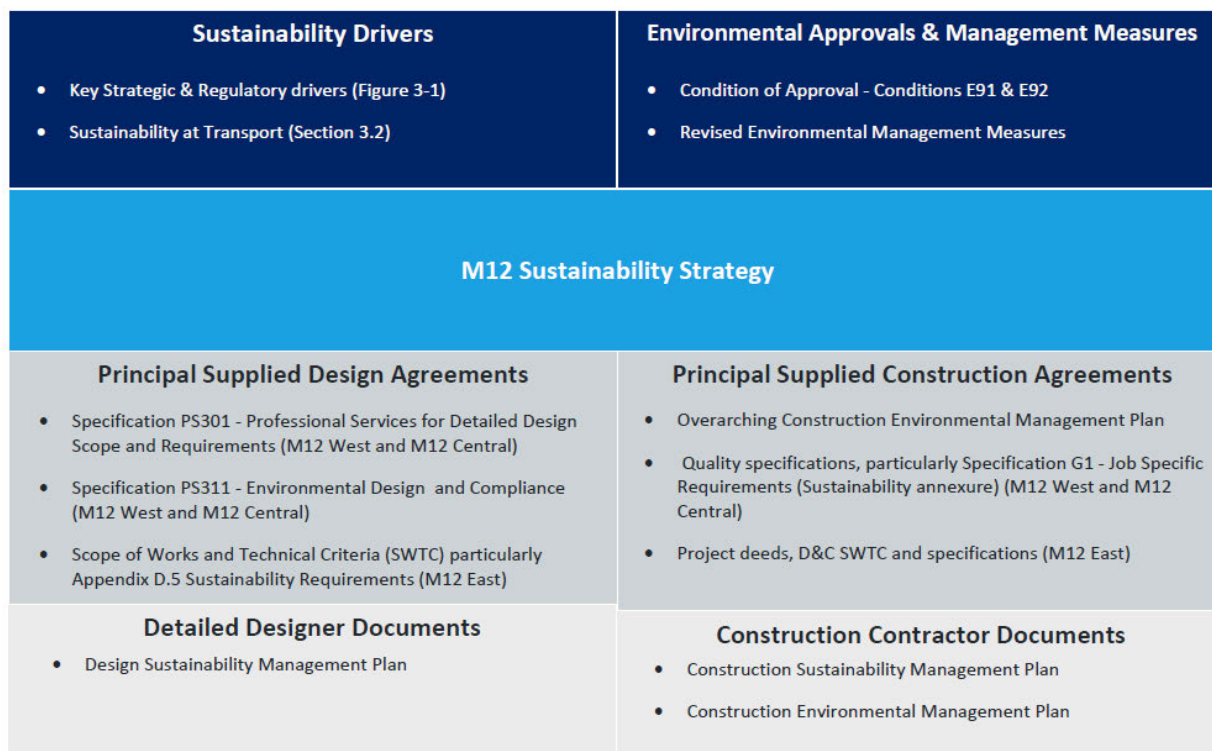 Sustainability Drivers
• Key Strategic & Regulatory drivers (Figure 3-1)
• Sustainability at Transport (Section 3.2)
Environmental Approvals & Management Measures
• Condition of Approval - Conditions E91 & E92
• Revised Environmental Management Measures
M12 Sustainability Strategy
Principal Supplied Design Agreements
• Specification PS301 - Professional Services for Detailed Design
Scope and Requirements (M12 West and M12 Central)
• Specification PS311 - Environmental Design and Compliance
(M12 West and M12 Central)
• Scope of Works and Technical Criteria (SWTC) particularly
Appendix D.5 Sustainability Requirements (M12 East)
Principal Supplied Construction Agreements
• Overarching Construction Environmental Management Plan
• Quality specifications, particularly Specification G1 - Job Specific
Requirements (Sustainability annexure) (M12 West and M12
Central)
• Project deeds, D&C SWTC and specifications (M12 East)
Detailed Designer Documents
• Design Sustainability Management Plan
Construction Contractor Documents
• Construction Sustainability Management Plan
• Construction Environmental Management Plan